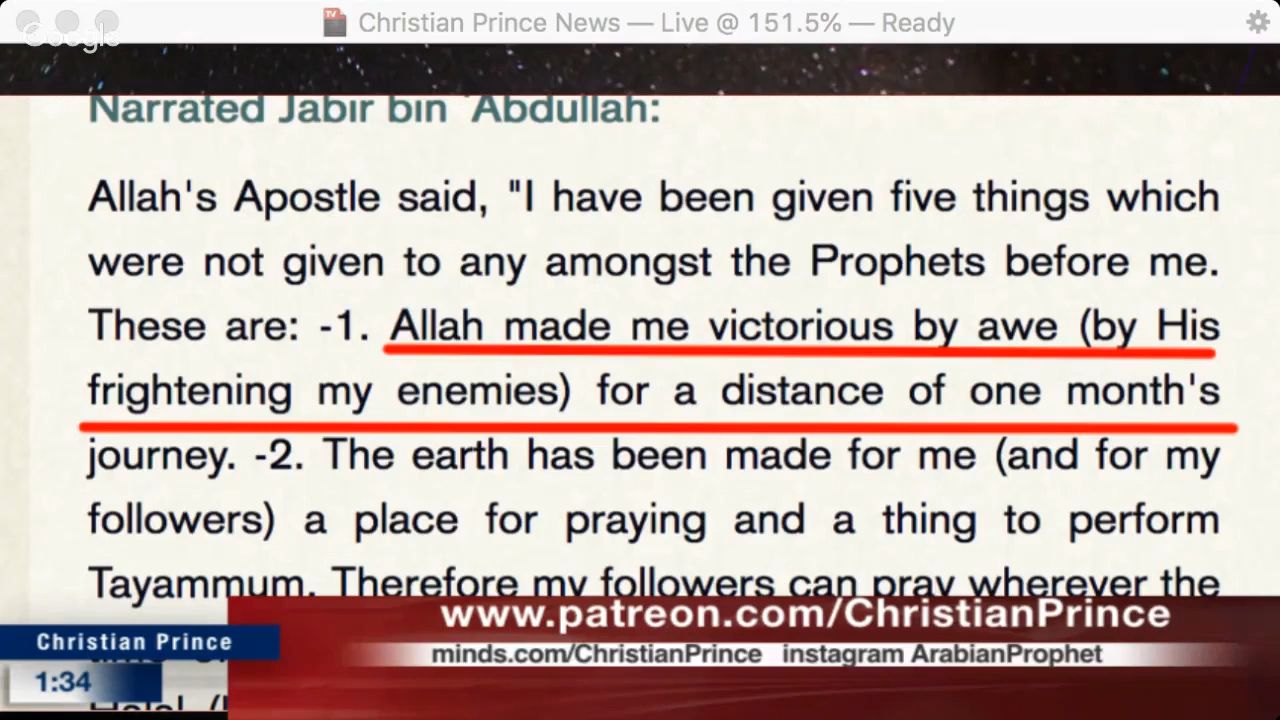 Christian Prince News — Live @ 151.5% — Ready
Google
TV
Narrated Jabir bin `Abdullah:
Allah's Apostle said, "I have been given five things which
were not given to any amongst the Prophets before me.
These are: -1. Allah made me victorious by awe (by His
frightening my enemies) for a distance of one month's
journey. -2. The earth has been made for me (and for my
followers) a place for praying and a thing to perform
Tayammum. Therefore my followers can pray wherever the
www.patreon.com/ChristianPrince
Christian Prince
minds.com/ChristianPrince instagram ArabianProphet
1:34